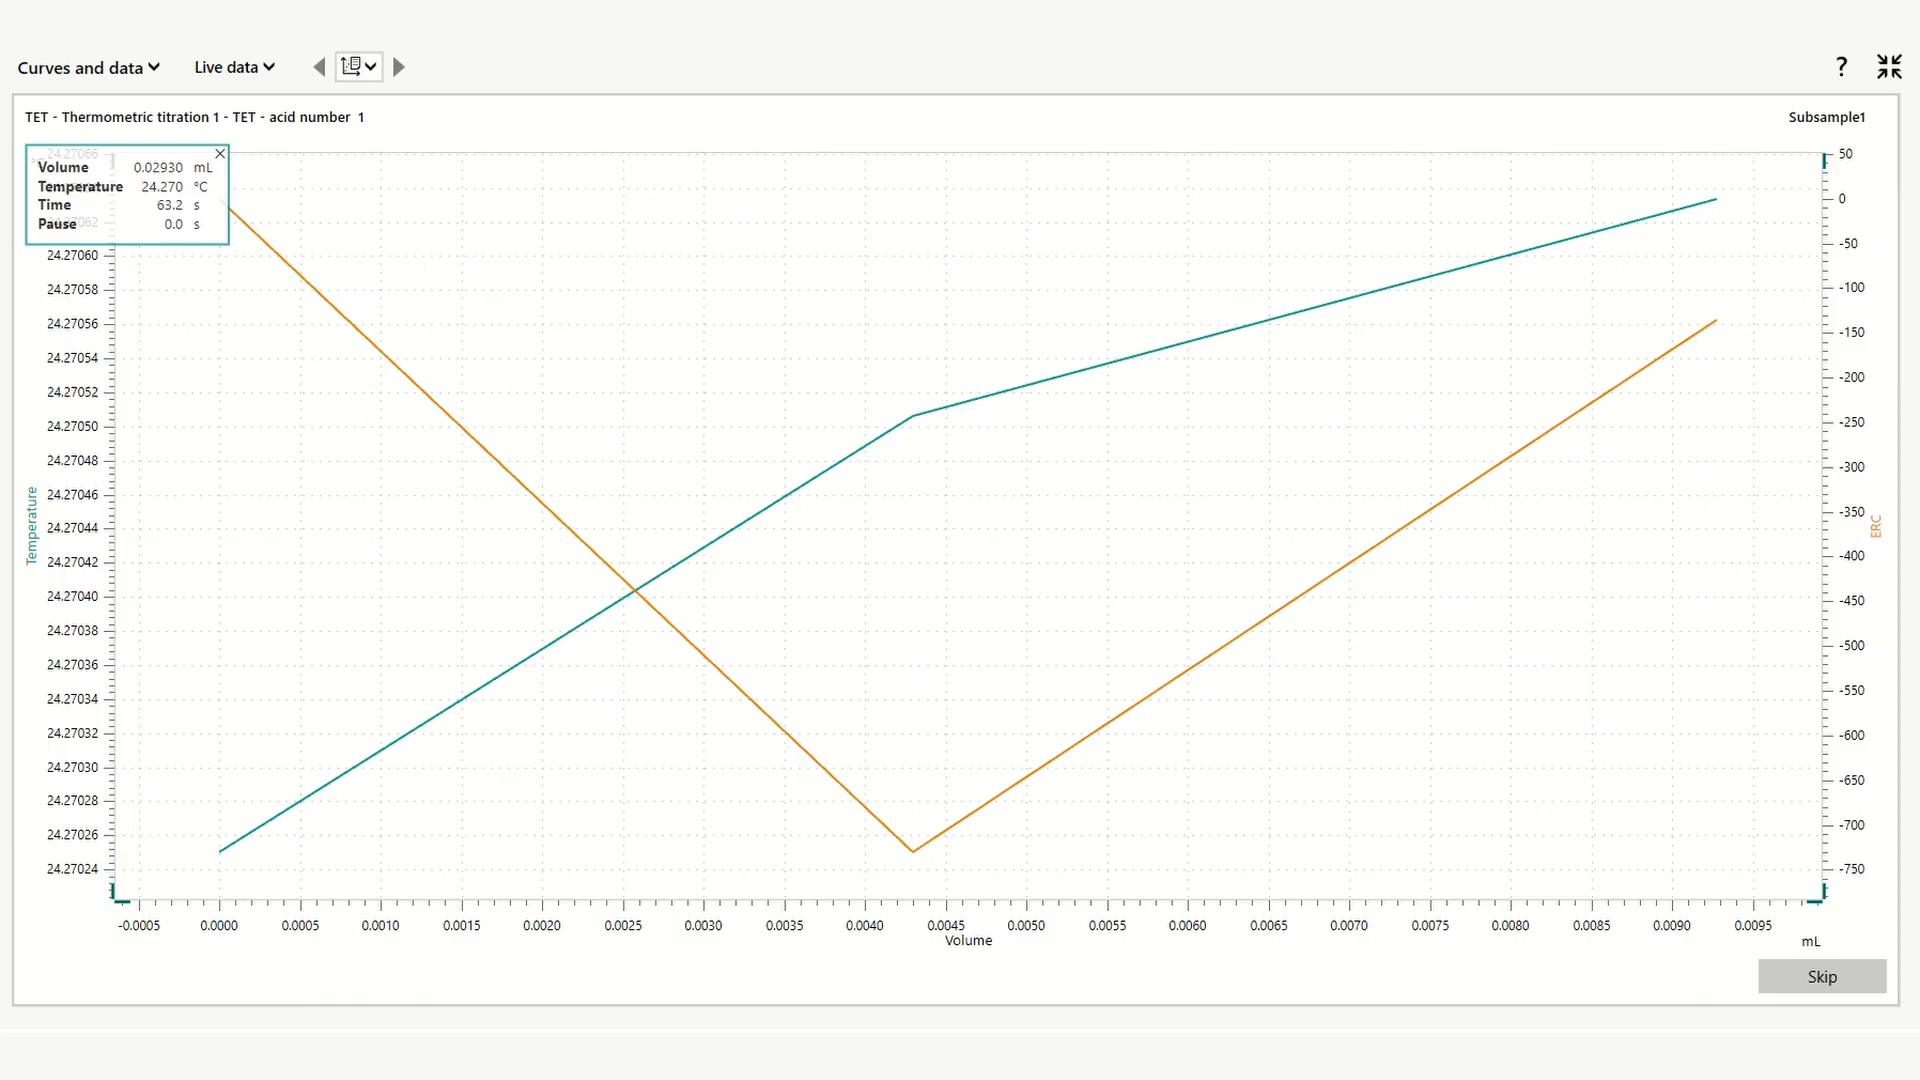 Curves and data
Live data
?
TET - Thermometric titration 1 - TET - acid number 1
Subsample1
24.27066
Volume 0.02930 mL
Temperature 24.270 °C
Time 63.2 s
Pause 0.0 s
24.27062
24.27060
24.27058
24.27056
24.27054
24.27052
24.27050
24.27048
24.27046
24.27044
24.27042
24.27040
24.27038
24.27036
24.27034
24.27032
24.27030
24.27028
24.27026
24.27024
Temperature
50
0
-50
-100
-150
-200
-250
-300
-350
-400
-450
-500
-550
-600
-650
-700
-750
ERC
-0.0005 0.0000 0.0005 0.0010 0.0015 0.0020 0.0025 0.0030 0.0035 0.0040 0.0045 0.0050 0.0055 0.0060 0.0065 0.0070 0.0075 0.0080 0.0085 0.0090 0.0095
Volume
mL
Skip